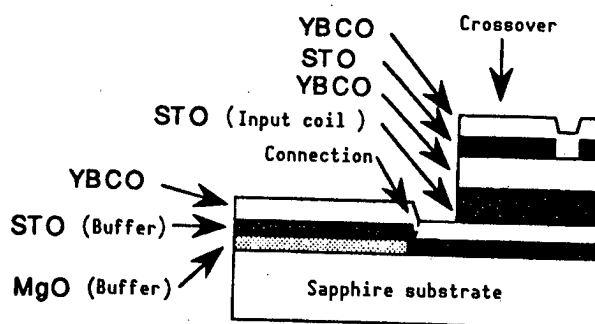 YBCO
Crossover
STO
YBCO
STO (Input coil)
Connection
YBCO
STO (Buffer)
MgO (Buffer)
Sapphire substrate